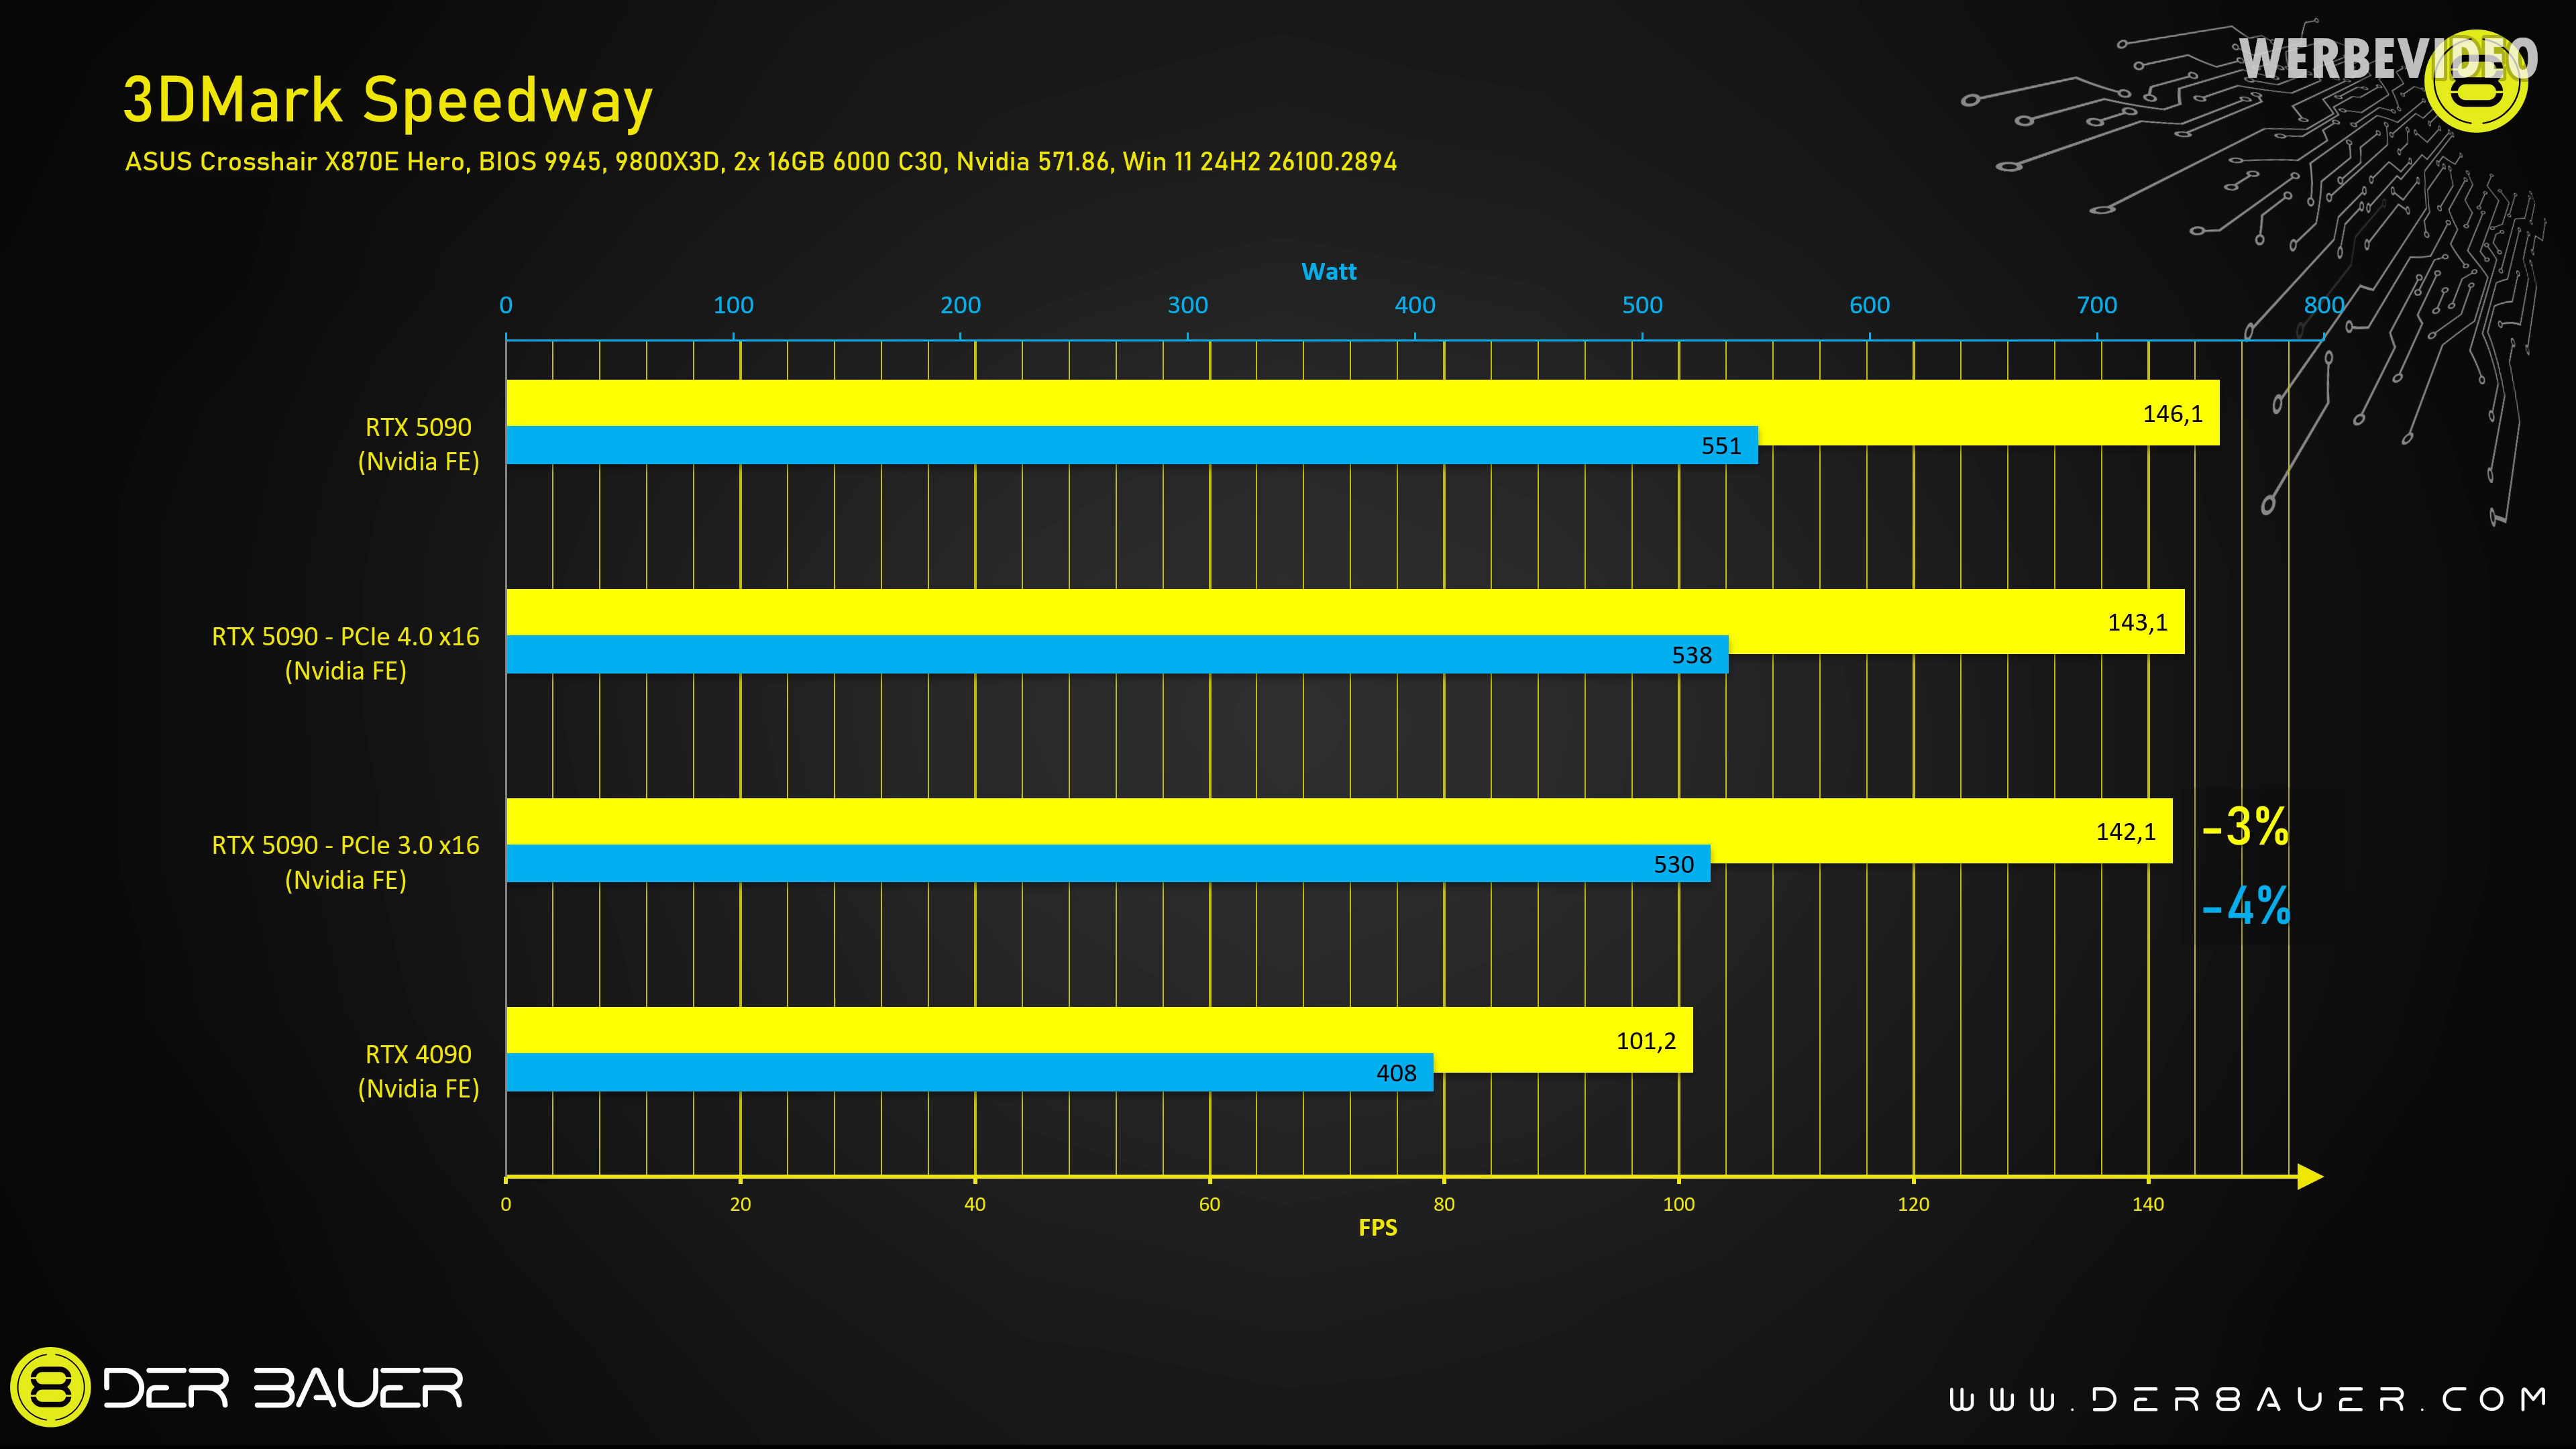 WERBEVIDEO
3DMark Speedway
ASUS Crosshair X870E Hero, BIOS 9945, 9800X3D, 2x 16GB 6000 C30, Nvidia 571.86, Win 11 24H2 26100.2894
Watt
0 100 200 300 400 500 600 700 800
RTX 5090
(Nvidia FE)
146,1
551
RTX 5090 - PCIe 4.0 x16
(Nvidia FE)
143,1
538
RTX 5090 - PCIe 3.0 x16
(Nvidia FE)
142,1
530
-3%
-4%
RTX 4090
(Nvidia FE)
101,2
408
0 20 40 60 80 100 120 140
FPS
DER 8AUER
WWW.DER8AUER.COM